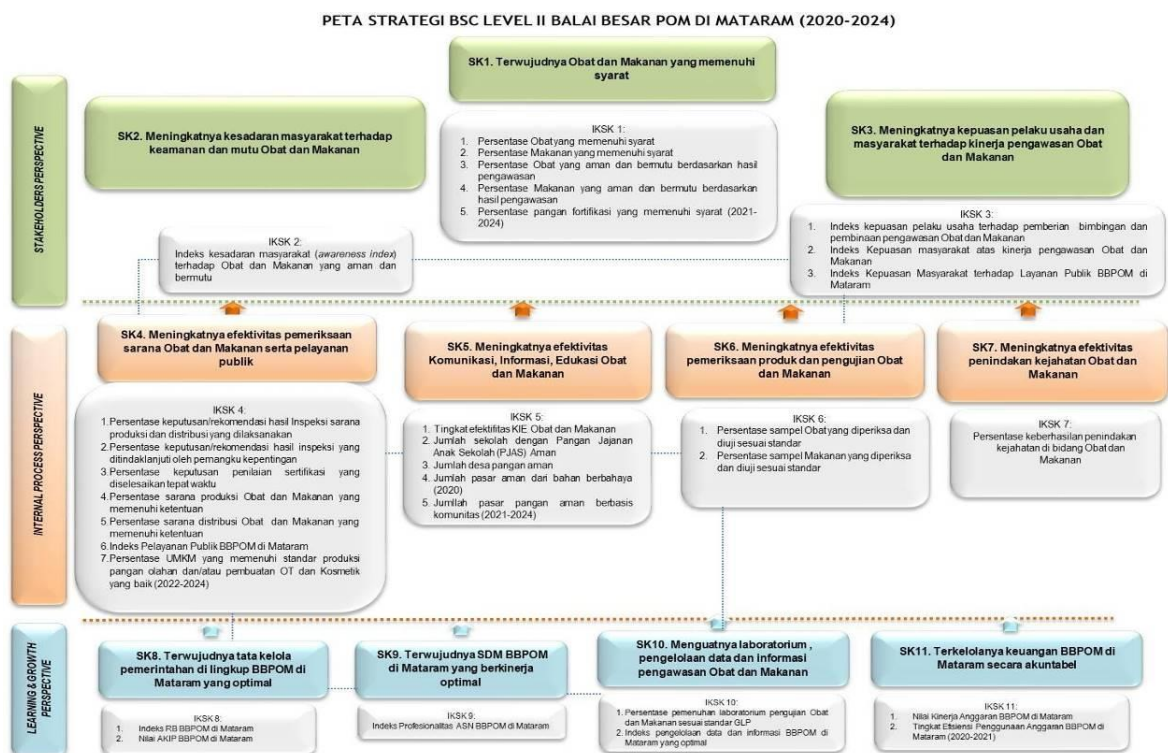 PETA STRATEGI BSC LEVEL II BALAI BESAR POM DI MATARAM (2020-2024)
STAKEHOLDERS PERSPECTIVE
SK1. Terwujudnya Obat dan Makanan yang memenuhi
syarat
SK2. Meningkatnya kesadaran masyarakat terhadap
keamanan dan mutu Obat dan Makanan
SK3. Meningkatnya kepuasan pelaku usaha dan
masyarakat terhadap kinerja pengawasan Obat
dan Makanan
IKSK 1:
1. Persentase Obat yang memenuhi syarat
2. Persentase Makanan yang memenuhi syarat
3. Persentase Obat yang aman dan bermutu berdasarkan hasil
pengawasan
4. Persentase Makanan yang aman dan bermutu berdasarkan
hasil pengawasan
5. Persentase pangan fortifikasi yang memenuhi syarat (2021-
2024)
IKSK 2:
Indeks kesadaran masyarakat (awareness index)
terhadap Obat dan Makanan yang aman dan
bermutu
IKSK 3:
1. Indeks kepuasan pelaku usaha terhadap pemberian bimbingan dan
pembinaan pengawasan Obat dan Makanan
2. Indeks Kepuasan masyarakat atas kinerja pengawasan Obat dan
Makanan
3. Indeks Kepuasan Masyarakat terhadap Layanan Publik BBPOM di
Mataram
INTERNAL PROCESS PERSPECTIVE
SK4. Meningkatnya efektivitas pemeriksaan
sarana Obat dan Makanan serta pelayanan
publik
SK5. Meningkatnya efektivitas
Komunikasi, Informasi, Edukasi Obat
dan Makanan
SK6. Meningkatnya efektivitas
pemeriksaan produk dan pengujian Obat
dan Makanan
SK7. Meningkatnya efektivitas
penindakan kejahatan Obat dan
Makanan
IKSK 4:
1.Persentase keputusan/rekomendasi hasil Inspeksi sarana
produksi dan distribusi yang dilaksanakan
2.Persentase keputusan/rekomendasi hasil inspeksi yang
ditindaklanjuti oleh pemangku kepentingan
3.Persentase keputusan penilaian sertifikasi yang
diselesaikan tepat waktu
4.Persentase sarana produksi Obat dan Makanan yang
memenuhi ketentuan
5.Persentase sarana distribusi Obat dan Makanan yang
memenuhi ketentuan
6.Indeks Pelayanan Publik BBPOM di Mataram
7.Persentase UMKM yang memenuhi standar produksi
pangan olahan dan/atau pembuatan OT dan Kosmetik
yang baik (2022-2024)
IKSK 5:
1. Tingkat efektifitas KIE Obat dan Makanan
2. Jumlah sekolah dengan Pangan Jajanan
Anak Sekolah (PJAS) Aman
3. Jumlah desa pangan aman
4. Jumlah pasar aman dari bahan berbahaya
(2020)
5. Jumlah pasar pangan aman berbasis
komunitas (2021-2024)
IKSK 6:
1. Persentase sampel Obat yang diperiksa dan
diuji sesuai standar
2. Persentase sampel Makanan yang diperiksa
dan diuji sesuai standar
IKSK 7:
Persentase keberhasilan penindakan
kejahatan di bidang Obat dan
Makanan
LEARNING & GROWTH
PERSPECTIVE
SK8. Terwujudnya tata kelola
pemerintahan di lingkup BBPOM di
Mataram yang optimal
SK9. Terwujudnya SDM BBPOM
di Mataram yang berkinerja
optimal
SK10. Menguatnya laboratorium ,
pengelolaan data dan informasi
pengawasan Obat dan Makanan
SK11. Terkelolanya keuangan BBPOM di
Mataram secara akuntabel
IKSK 8:
1. Indeks RB BBPOM di Mataram
2. Nilai AKIP BBPOM di Mataram
IKSK 9:
Indeks Profesionalitas ASN BBPOM di Mataram
IKSK 10:
1. Persentase pemenuhan laboratorium pengujian Obat
dan Makanan sesuai standar GLP
2. Indeks pengelolaan data dan informasi BBPOM di
Mataram yang optimal
IKSK 11:
1. Nilai Kinerja Anggaran BBPOM di Mataram
2. Tingkat Efisiensi Penggunaan Anggaran BBPOM di
Mataram (2020-2021)